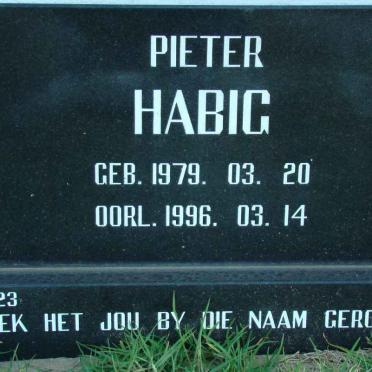 PIETER
HABIG
GEB. 1979. 03. 20
OORL. 1996. 03. 14
23
EK HET JOU BY DIE NAAM GERO